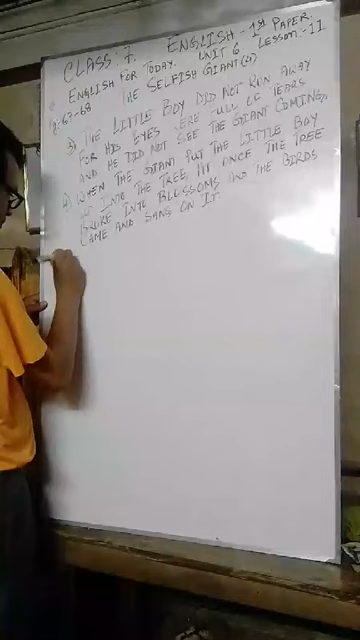 CLASS: 7. ENGLISH - 1ST PAPER.
ENGLISH FOR TODAY. UNIT 6 LESSON:-11
Pg:-67-68 THE SELFISH GIANT(4)
3) THE LITTLE BOY DID NOT RUN AWAY
FOR HIS EYES WERE FULL OF TEARS
AND HE DID NOT SEE THE GIANT COMING.
4) WHEN THE GIANT PUT THE LITTLE BOY
UP INTO THE TREE, AT ONCE THE TREE
BROKE INTO BLOSSOMS AND THE BIRDS
CAME AND SANG ON IT.